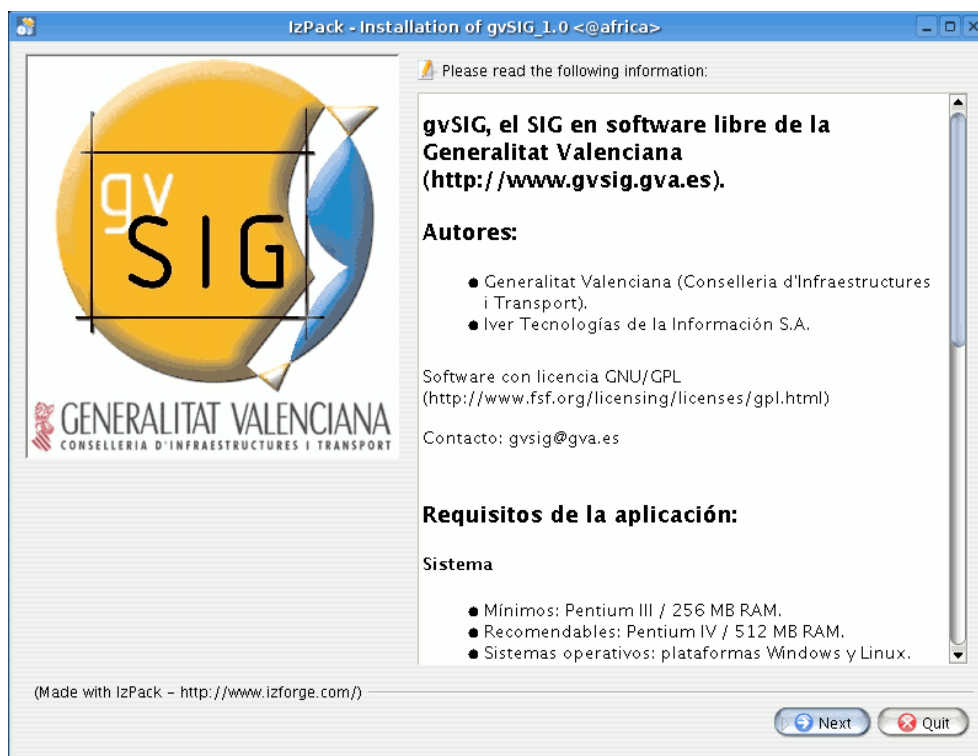 IzPack - Installation of gvSIG_1.0 <@africa>
gv
SIG
GENERALITAT VALENCIANA
CONSELLERIA D'INFRAESTRUCTURES I TRANSPORT
Please read the following information:
gvSIG, el SIG en software libre de la
Generalitat Valenciana
(http://www.gvsig.gva.es).
Autores:
● Generalitat Valenciana (Conselleria d'Infraestructures
i Transport).
● Iver Tecnologías de la Información S.A.
Software con licencia GNU/GPL
(http://www.fsf.org/licensing/licenses/gpl.html)
Contacto: gvsig@gva.es
Requisitos de la aplicación:
Sistema
● Mínimos: Pentium III / 256 MB RAM.
● Recomendables: Pentium IV / 512 MB RAM.
● Sistemas operativos: plataformas Windows y Linux.
(Made with IzPack - http://www.izforge.com/)
Next
Quit